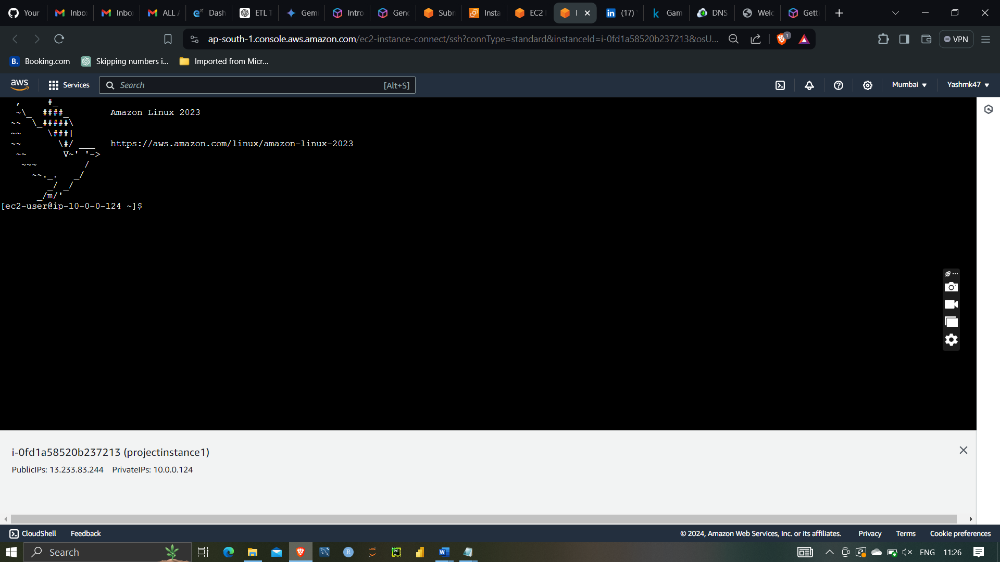 Your
Inbo
Inbo
ALL
Dash
ETL T
Gemi
Intro
Genc
Subn
Insta
EC2
(17)
Gam
DNS
Welc
Getti
ap-south-1.console.aws.amazon.com/ec2-instance-connect/ssh?connType=standard&instanceId=i-0fd1a58520b237213&osU...
1
VPN
B. Booking.com
Skipping numbers i...
Imported from Micr...
aws
Services
Search
[Alt+S]
Mumbai
Yashmk47
   ,     #_
   ~\_  ####_        Amazon Linux 2023
  ~~  \_#####\
  ~~     \###|
  ~~       \#/ ___   https://aws.amazon.com/linux/amazon-linux-2023
   ~~       V~' '->
    ~~~         /
      ~~._.   _/
         _/ _/
       _/m/'
[ec2-user@ip-10-0-0-124 ~]$
i-0fd1a58520b237213 (projectinstance1)
PublicIPs: 13.233.83.244 PrivateIPs: 10.0.0.124
CloudShell
Feedback
© 2024, Amazon Web Services, Inc. or its affiliates.
Privacy
Terms
Cookie preferences
Search
ENG
11:26